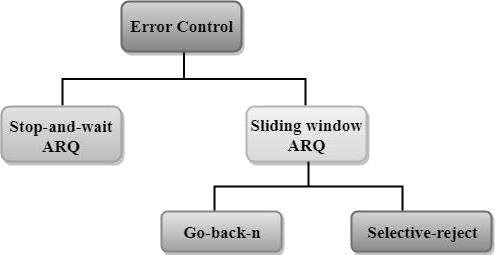 Error Control
Stop-and-wait
ARQ
Sliding window
ARQ
Go-back-n
Selective-reject